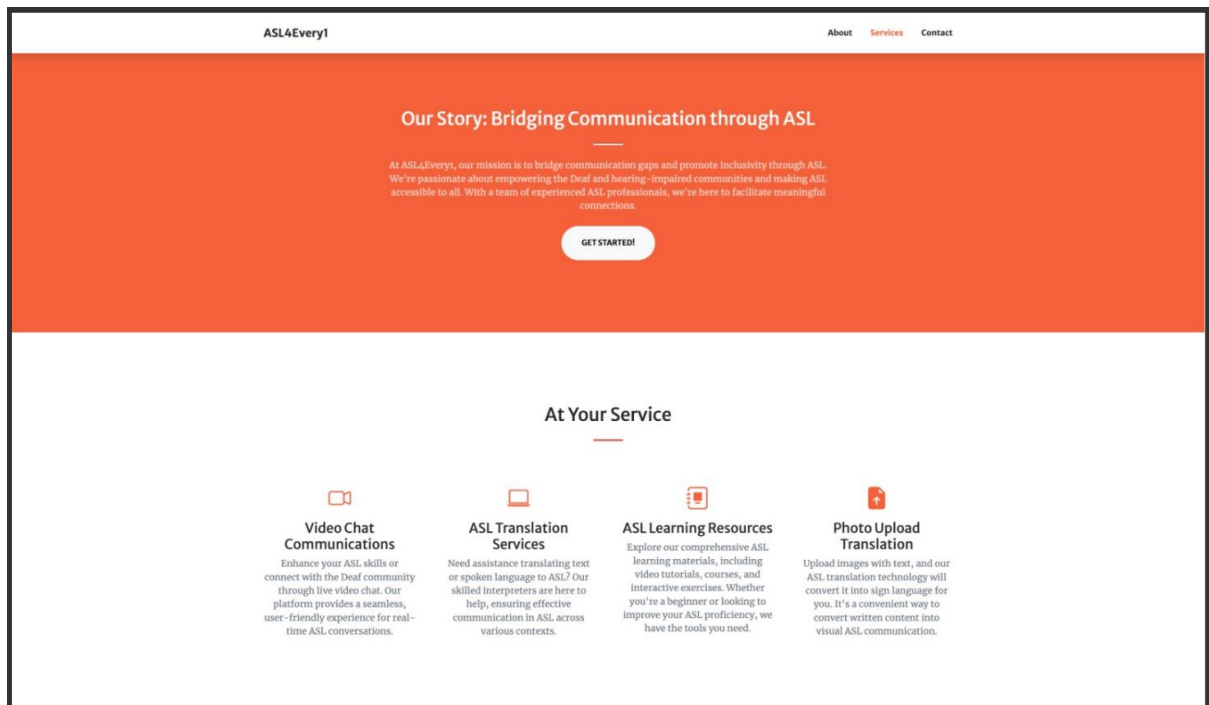 ASL4Every1
About Services Contact
Our Story: Bridging Communication through ASL
At ASL4Every1, our mission is to bridge communication gaps and promote inclusivity through ASL.
We're passionate about empowering the Deaf and hearing-impaired communities and making ASL
accessible to all. With a team of experienced ASL professionals, we're here to facilitate meaningful
connections.
GET STARTED!
At Your Service
Video Chat
Communications
Enhance your ASL skills or
connect with the Deaf community
through live video chat. Our
platform provides a seamless,
user-friendly experience for real-
time ASL conversations.
ASL Translation
Services
Need assistance translating text
or spoken language to ASL? Our
skilled interpreters are here to
help, ensuring effective
communication in ASL across
various contexts.
ASL Learning Resources
Explore our comprehensive ASL
learning materials, including
video tutorials, courses, and
interactive exercises. Whether
you're a beginner or looking to
improve your ASL proficiency, we
have the tools you need.
Photo Upload
Translation
Upload images with text, and our
ASL translation technology will
convert it into sign language for
you. It's a convenient way to
convert written content into
visual ASL communication.